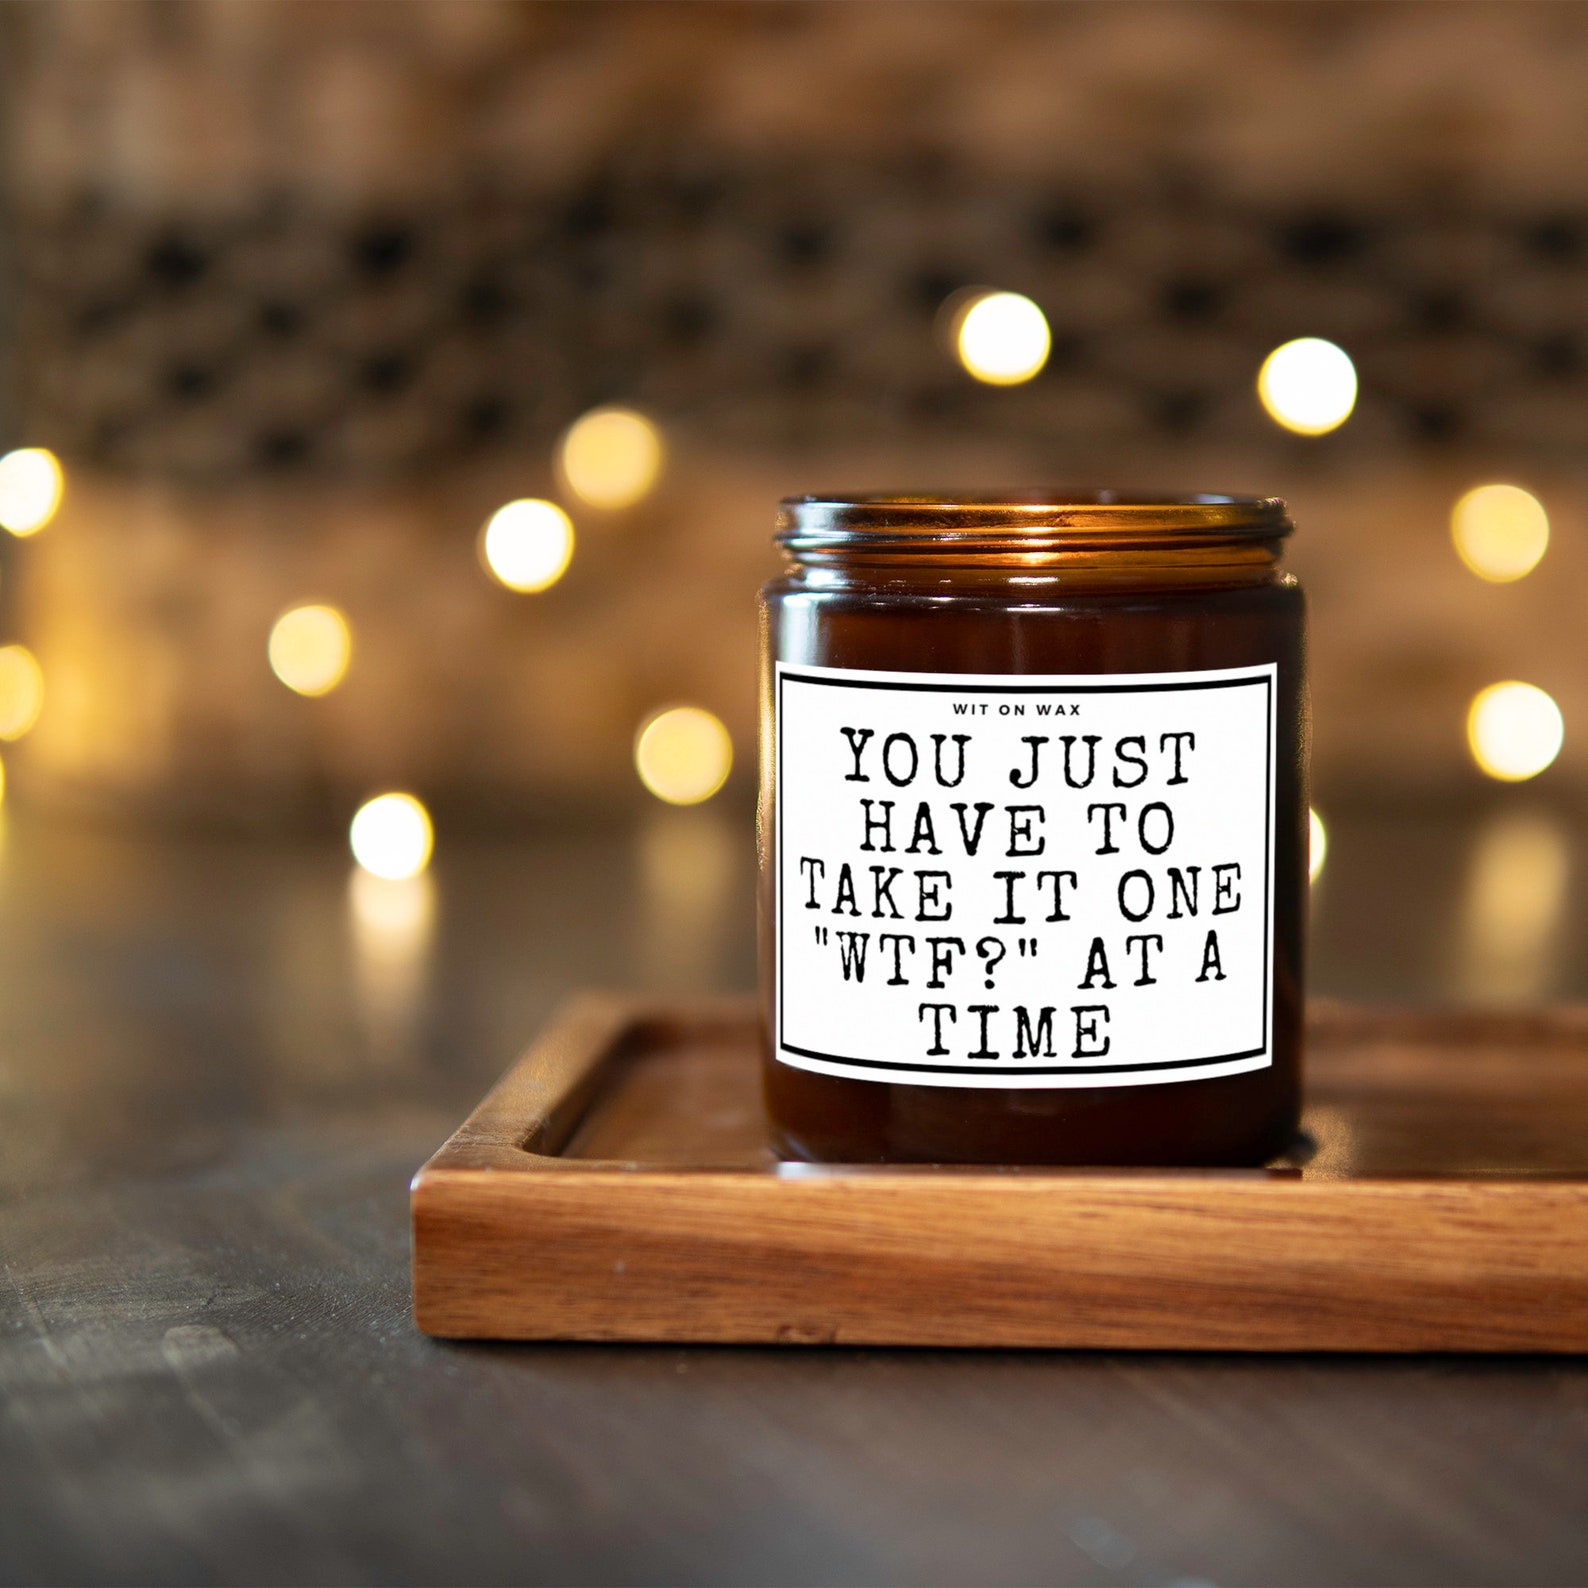 WIT ON WAX
YOU JUST
HAVE TO
TAKE IT ONE
"WTF?" AT A
TIME